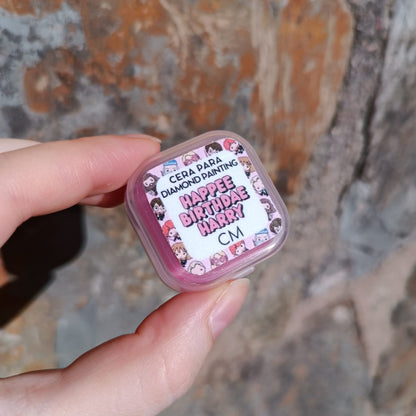 CERA PARA
DIAMOND PAINTING
HAPPEE
BIRTHDAE
HARRY
CM